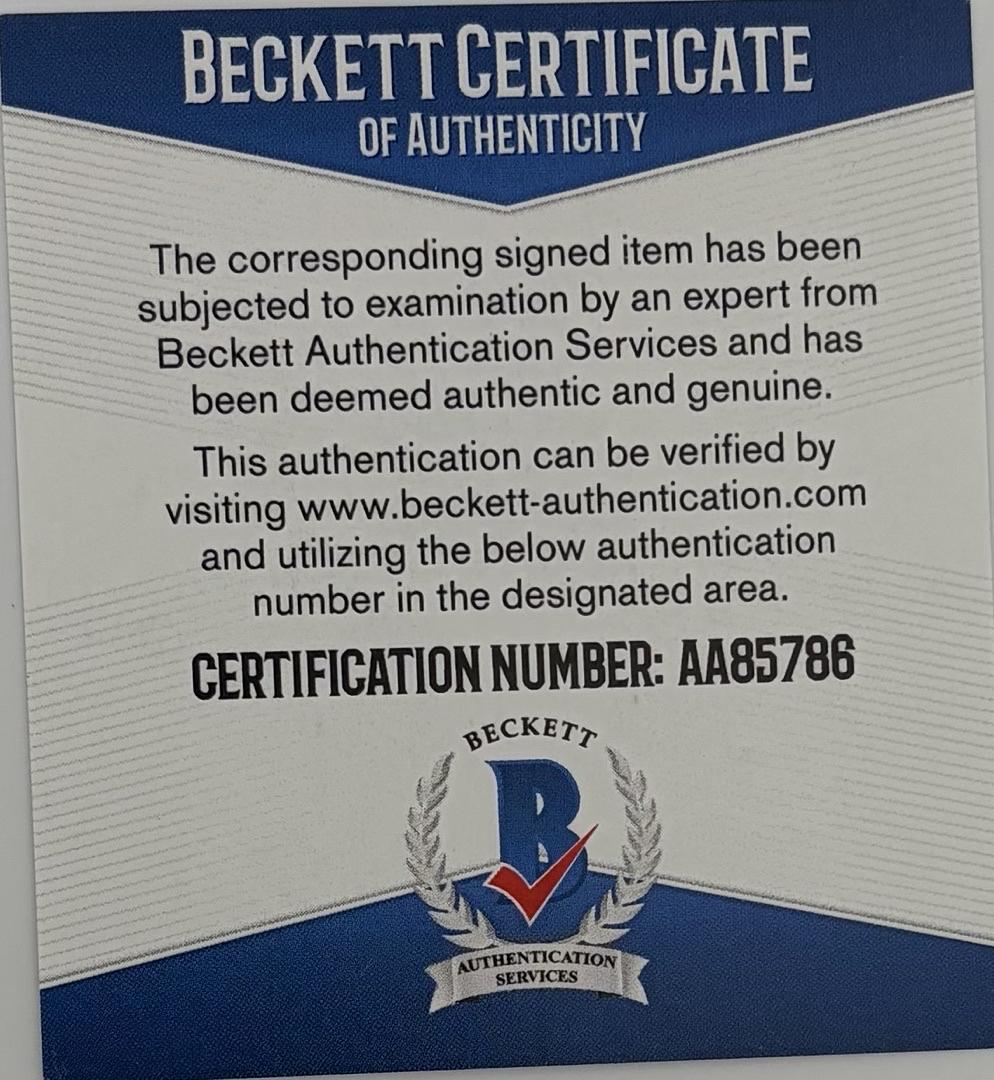 BECKETT CERTIFICATE
OF AUTHENTICITY
The corresponding signed item has been
subjected to examination by an expert from
Beckett Authentication Services and has
been deemed authentic and genuine.
This authentication can be verified by
visiting www.beckett-authentication.com
and utilizing the below authentication
number in the designated area.
CERTIFICATION NUMBER: AA85786
BECKETT
B
AUTHENTICATION
SERVICES